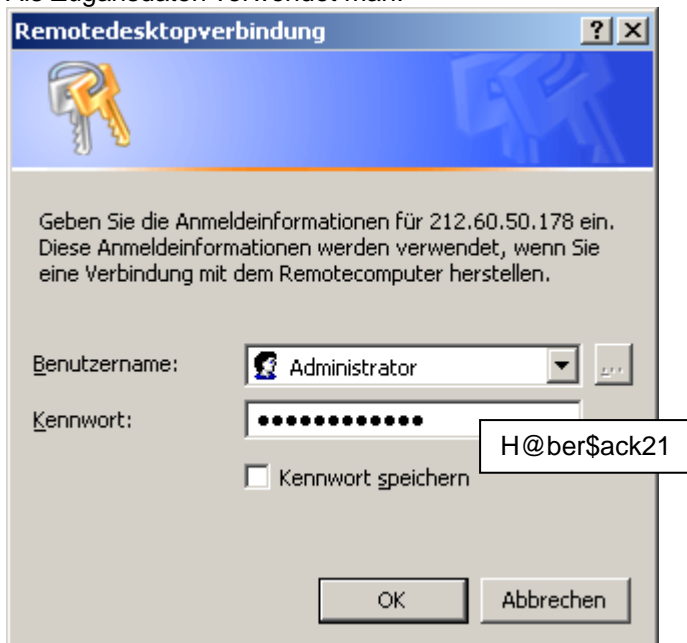 Remotedesktopverbindung
Geben Sie die Anmeldeinformationen für 212.60.50.178 ein.
Diese Anmeldeinformationen werden verwendet, wenn Sie
eine Verbindung mit dem Remotecomputer herstellen.
Benutzername: Administrator ...
Kennwort: ●●●●●●●●●●●●
H@ber$ack21
Kennwort speichern
OK Abbrechen